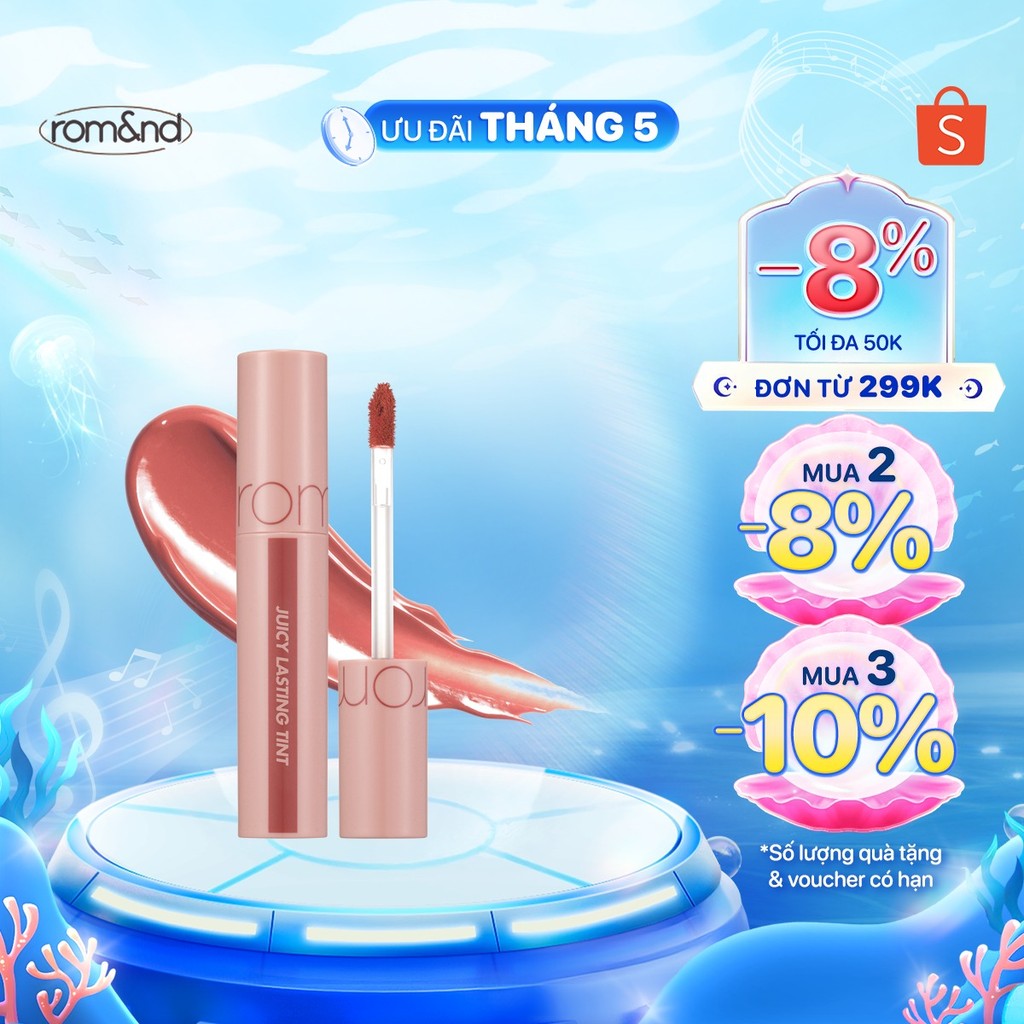 rom&nd
ƯU ĐÃI THÁNG 5
S
-8%
TỐI ĐA 50K
ĐƠN TỪ 299K
MUA 2
-8%
MUA 3
-10%
*Số lượng quà tặng
& voucher có hạn
rom
JUICY LASTING TINT
rom